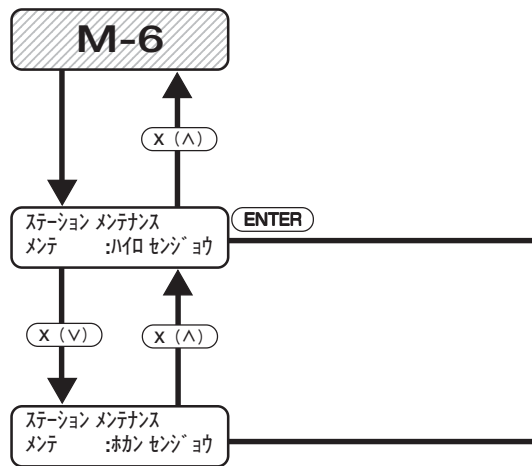 M-6
x (∧)
ｽﾃｰｼｮﾝ ﾒﾝﾃﾅﾝｽ
ﾒﾝﾃ :ﾊｲﾛ ｾﾝｼﾞｮｳ
ENTER
x (∨)
x (∧)
ｽﾃｰｼｮﾝ ﾒﾝﾃﾅﾝｽ
ﾒﾝﾃ :ﾎｶﾝ ｾﾝｼﾞｮｳ